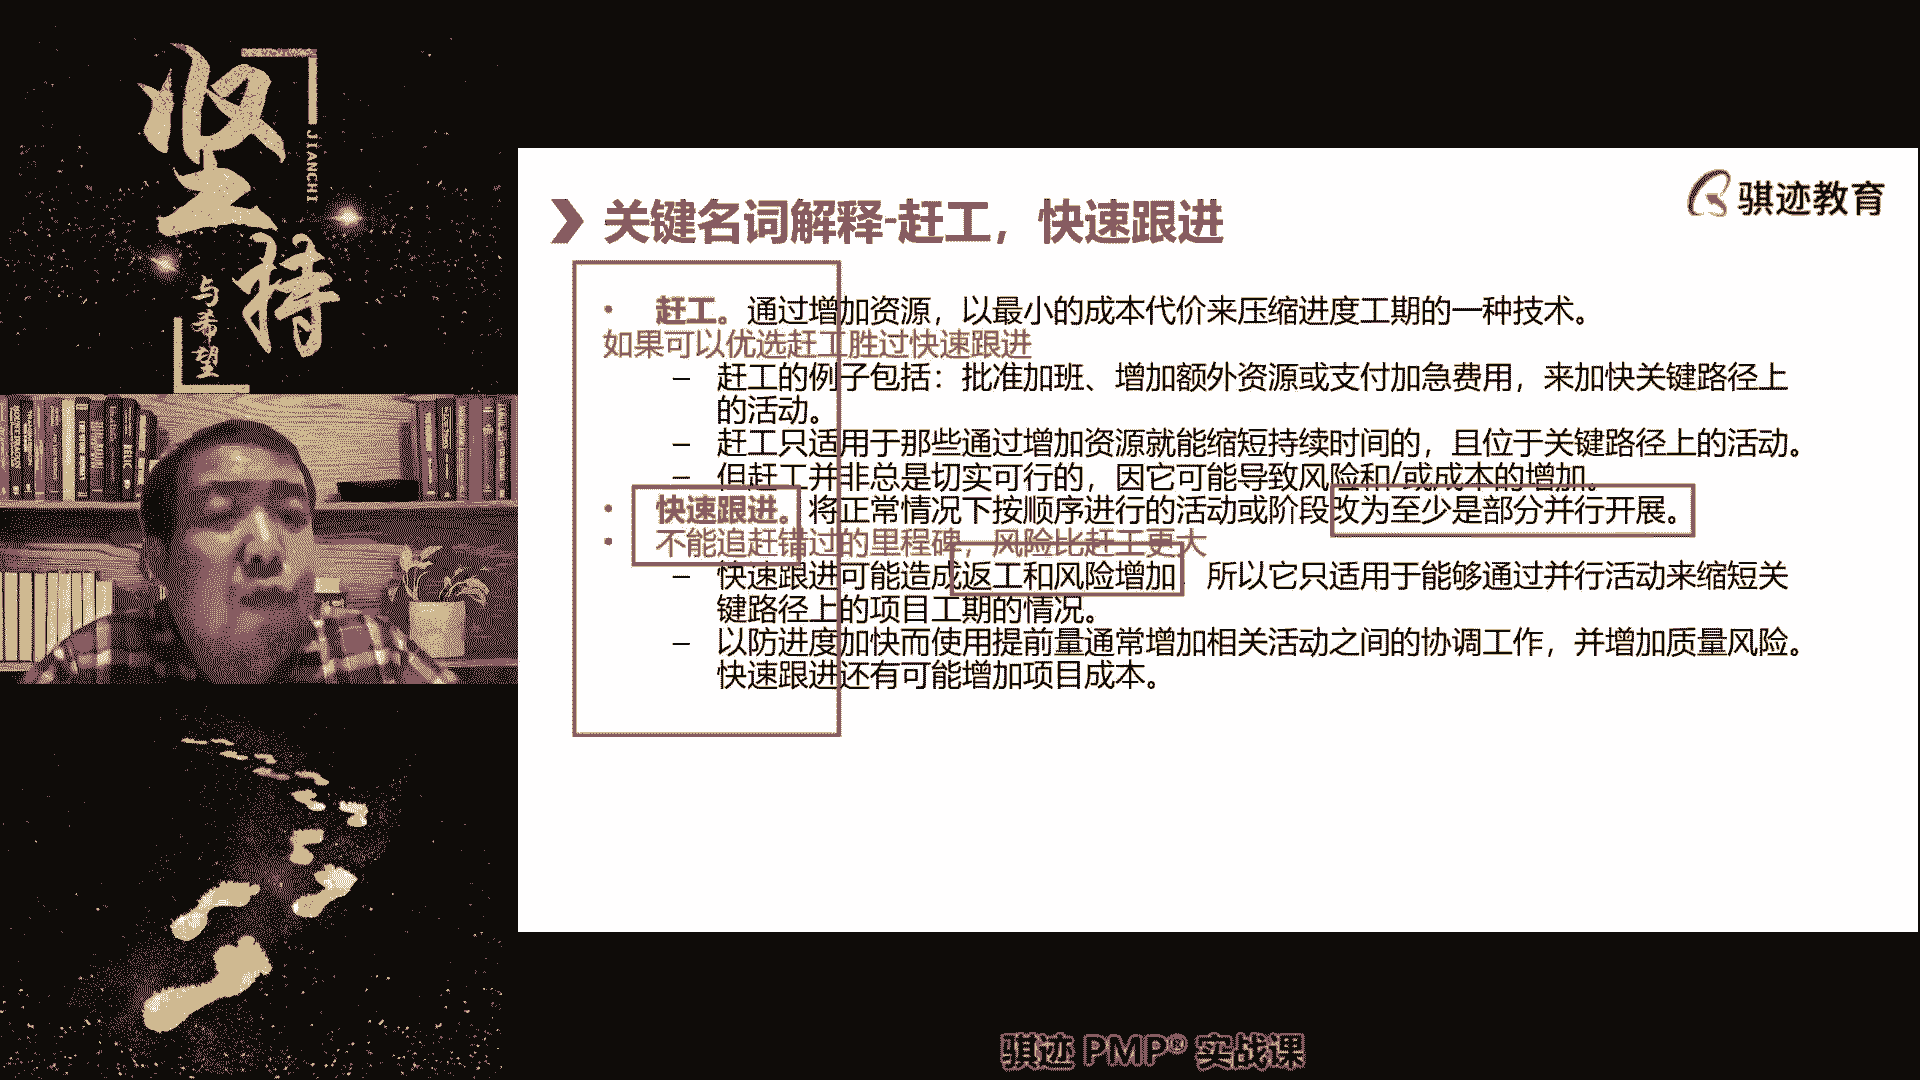 坚持
JIANCHI
与希望
骐迹教育
关键名词解释-赶工，快速跟进
• 赶工。通过增加资源，以最小的成本代价来压缩进度工期的一种技术。
如果可以优选赶工胜过快速跟进
– 赶工的例子包括：批准加班、增加额外资源或支付加急费用，来加快关键路径上
的活动。
– 赶工只适用于那些通过增加资源就能缩短持续时间的，且位于关键路径上的活动。
– 但赶工并非总是切实可行的，因它可能导致风险和/或成本的增加。
• 快速跟进。将正常情况下按顺序进行的活动或阶段改为至少是部分并行开展。
• 不能追赶错过的里程碑，风险比赶工更大
– 快速跟进可能造成返工和风险增加 所以它只适用于能够通过并行活动来缩短关
键路径上的项目工期的情况。
– 以防进度加快而使用提前量通常增加相关活动之间的协调工作，并增加质量风险。
快速跟进还有可能增加项目成本。
骐迹 PMP® 实战课